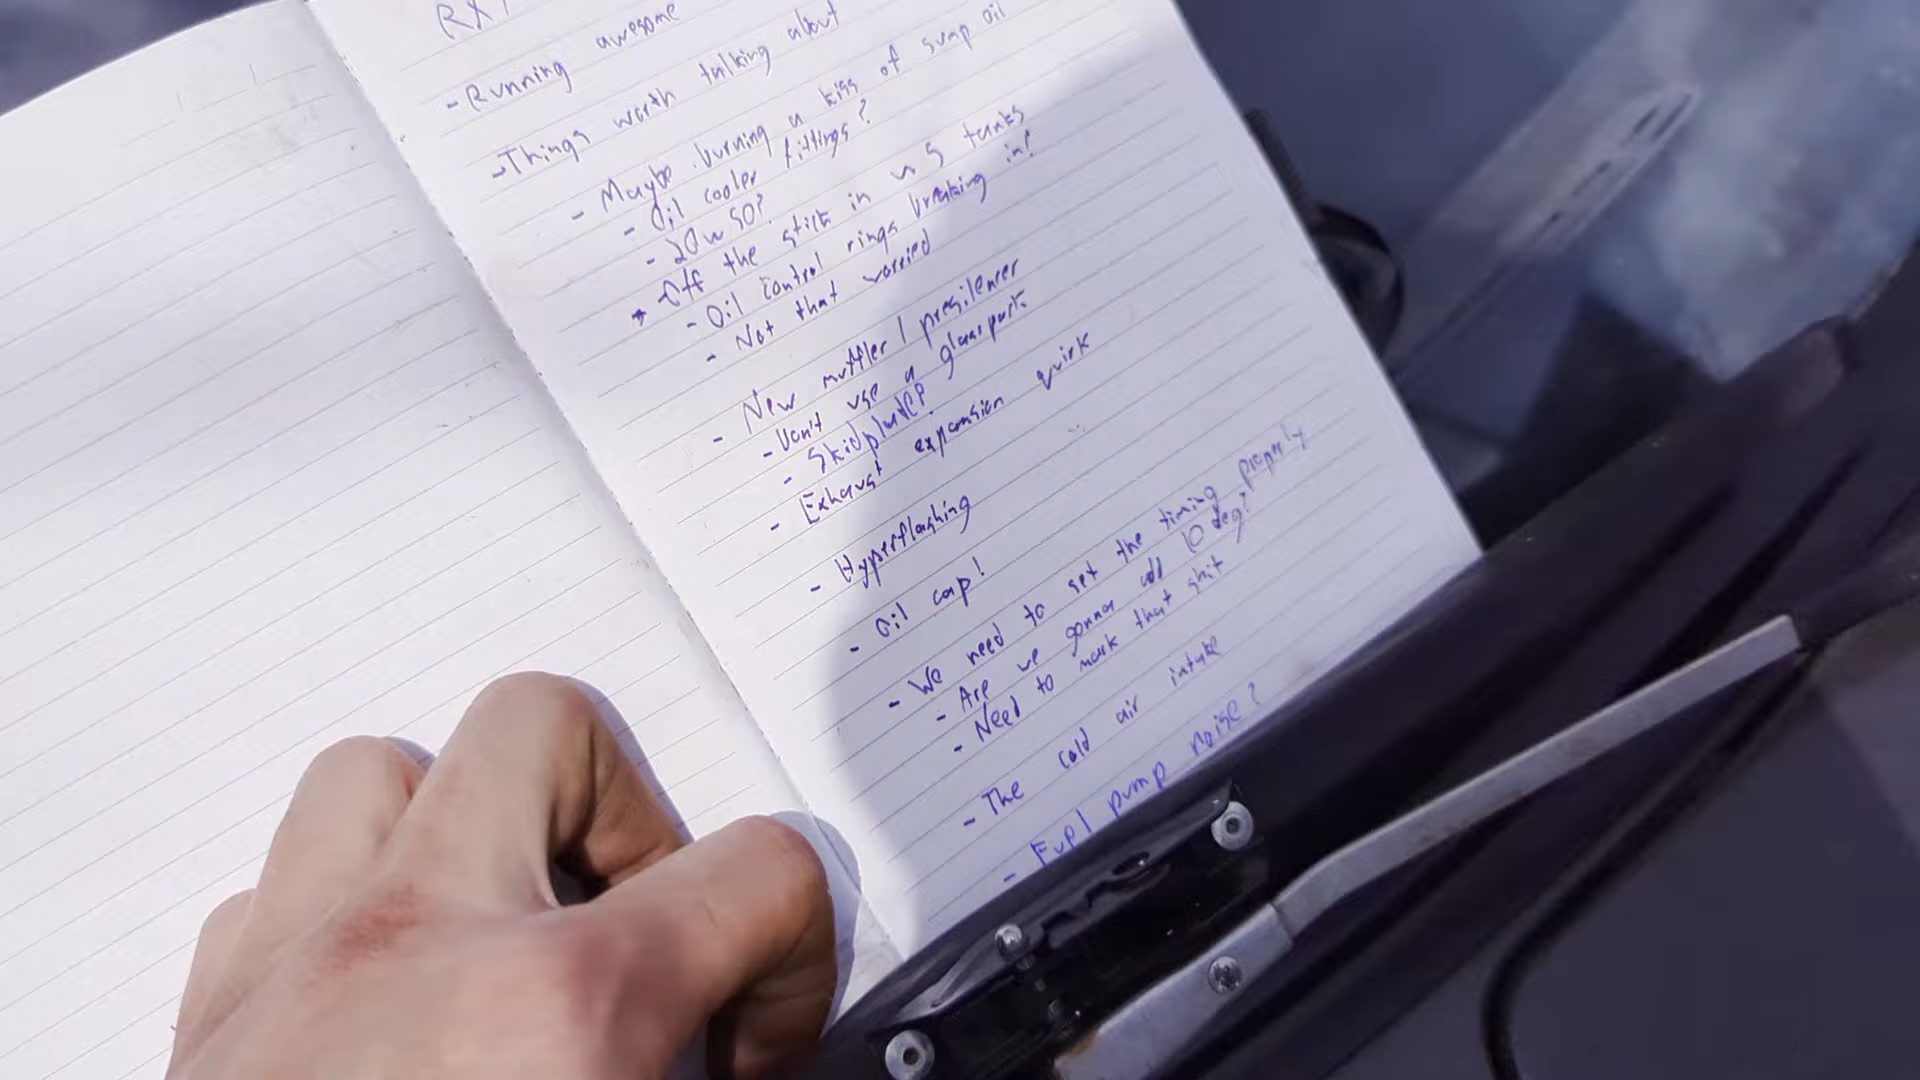 RX7
- Running awesome
- Things worth talking about
- Maybe burning a kiss of sump oil
- Oil cooler fittings?
- 20w50?
- Off the stick in ~ 5 tanks
- Oil control rings breaking in?
- Not that worried
- New muffler / presilencer
- Don't use a glasspack
- Skidplate??
- Exhaust expansion quirk
- Hyperflashing
- Oil cap!
- We need to set the timing properly
- Are we gonna add 10 deg?
- Need to mark that shit
- The cold air intake
- Fuel pump noise?